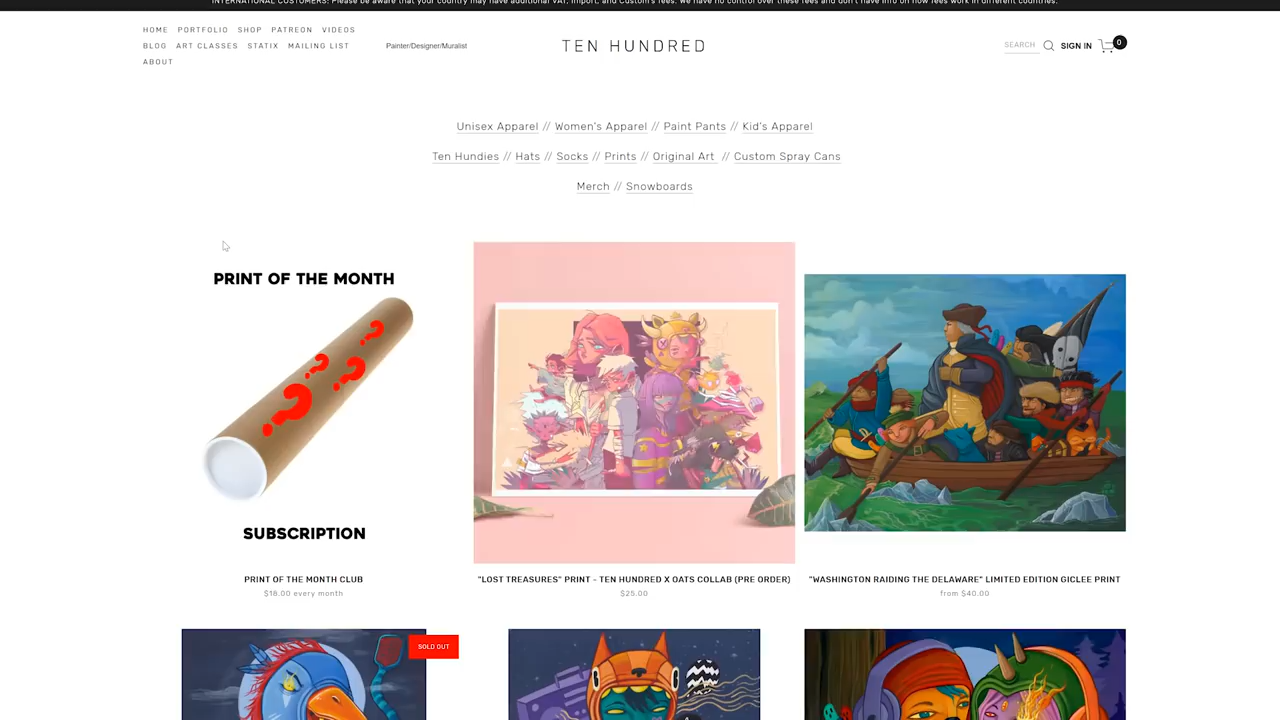 INTERNATIONAL CUSTOMERS: Please be aware that your country may have additional VAT, Import, and Custom's fees. We have no control over these fees and don't have info on how fees work in different countries.
HOME PORTFOLIO SHOP PATREON VIDEOS
BLOG ART CLASSES STATIX MAILING LIST
ABOUT
Painter/Designer/Muralist
TEN HUNDRED
SEARCH
SIGN IN
0
Unisex Apparel // Women's Apparel // Paint Pants // Kid's Apparel
Ten Hundies // Hats // Socks // Prints // Original Art // Custom Spray Cans
Merch // Snowboards
PRINT OF THE MONTH
SUBSCRIPTION
PRINT OF THE MONTH CLUB
$18.00 every month
"LOST TREASURES" PRINT - TEN HUNDRED X OATS COLLAB (PRE ORDER)
$25.00
"WASHINGTON RAIDING THE DELAWARE" LIMITED EDITION GICLEE PRINT
from $40.00
SOLD OUT